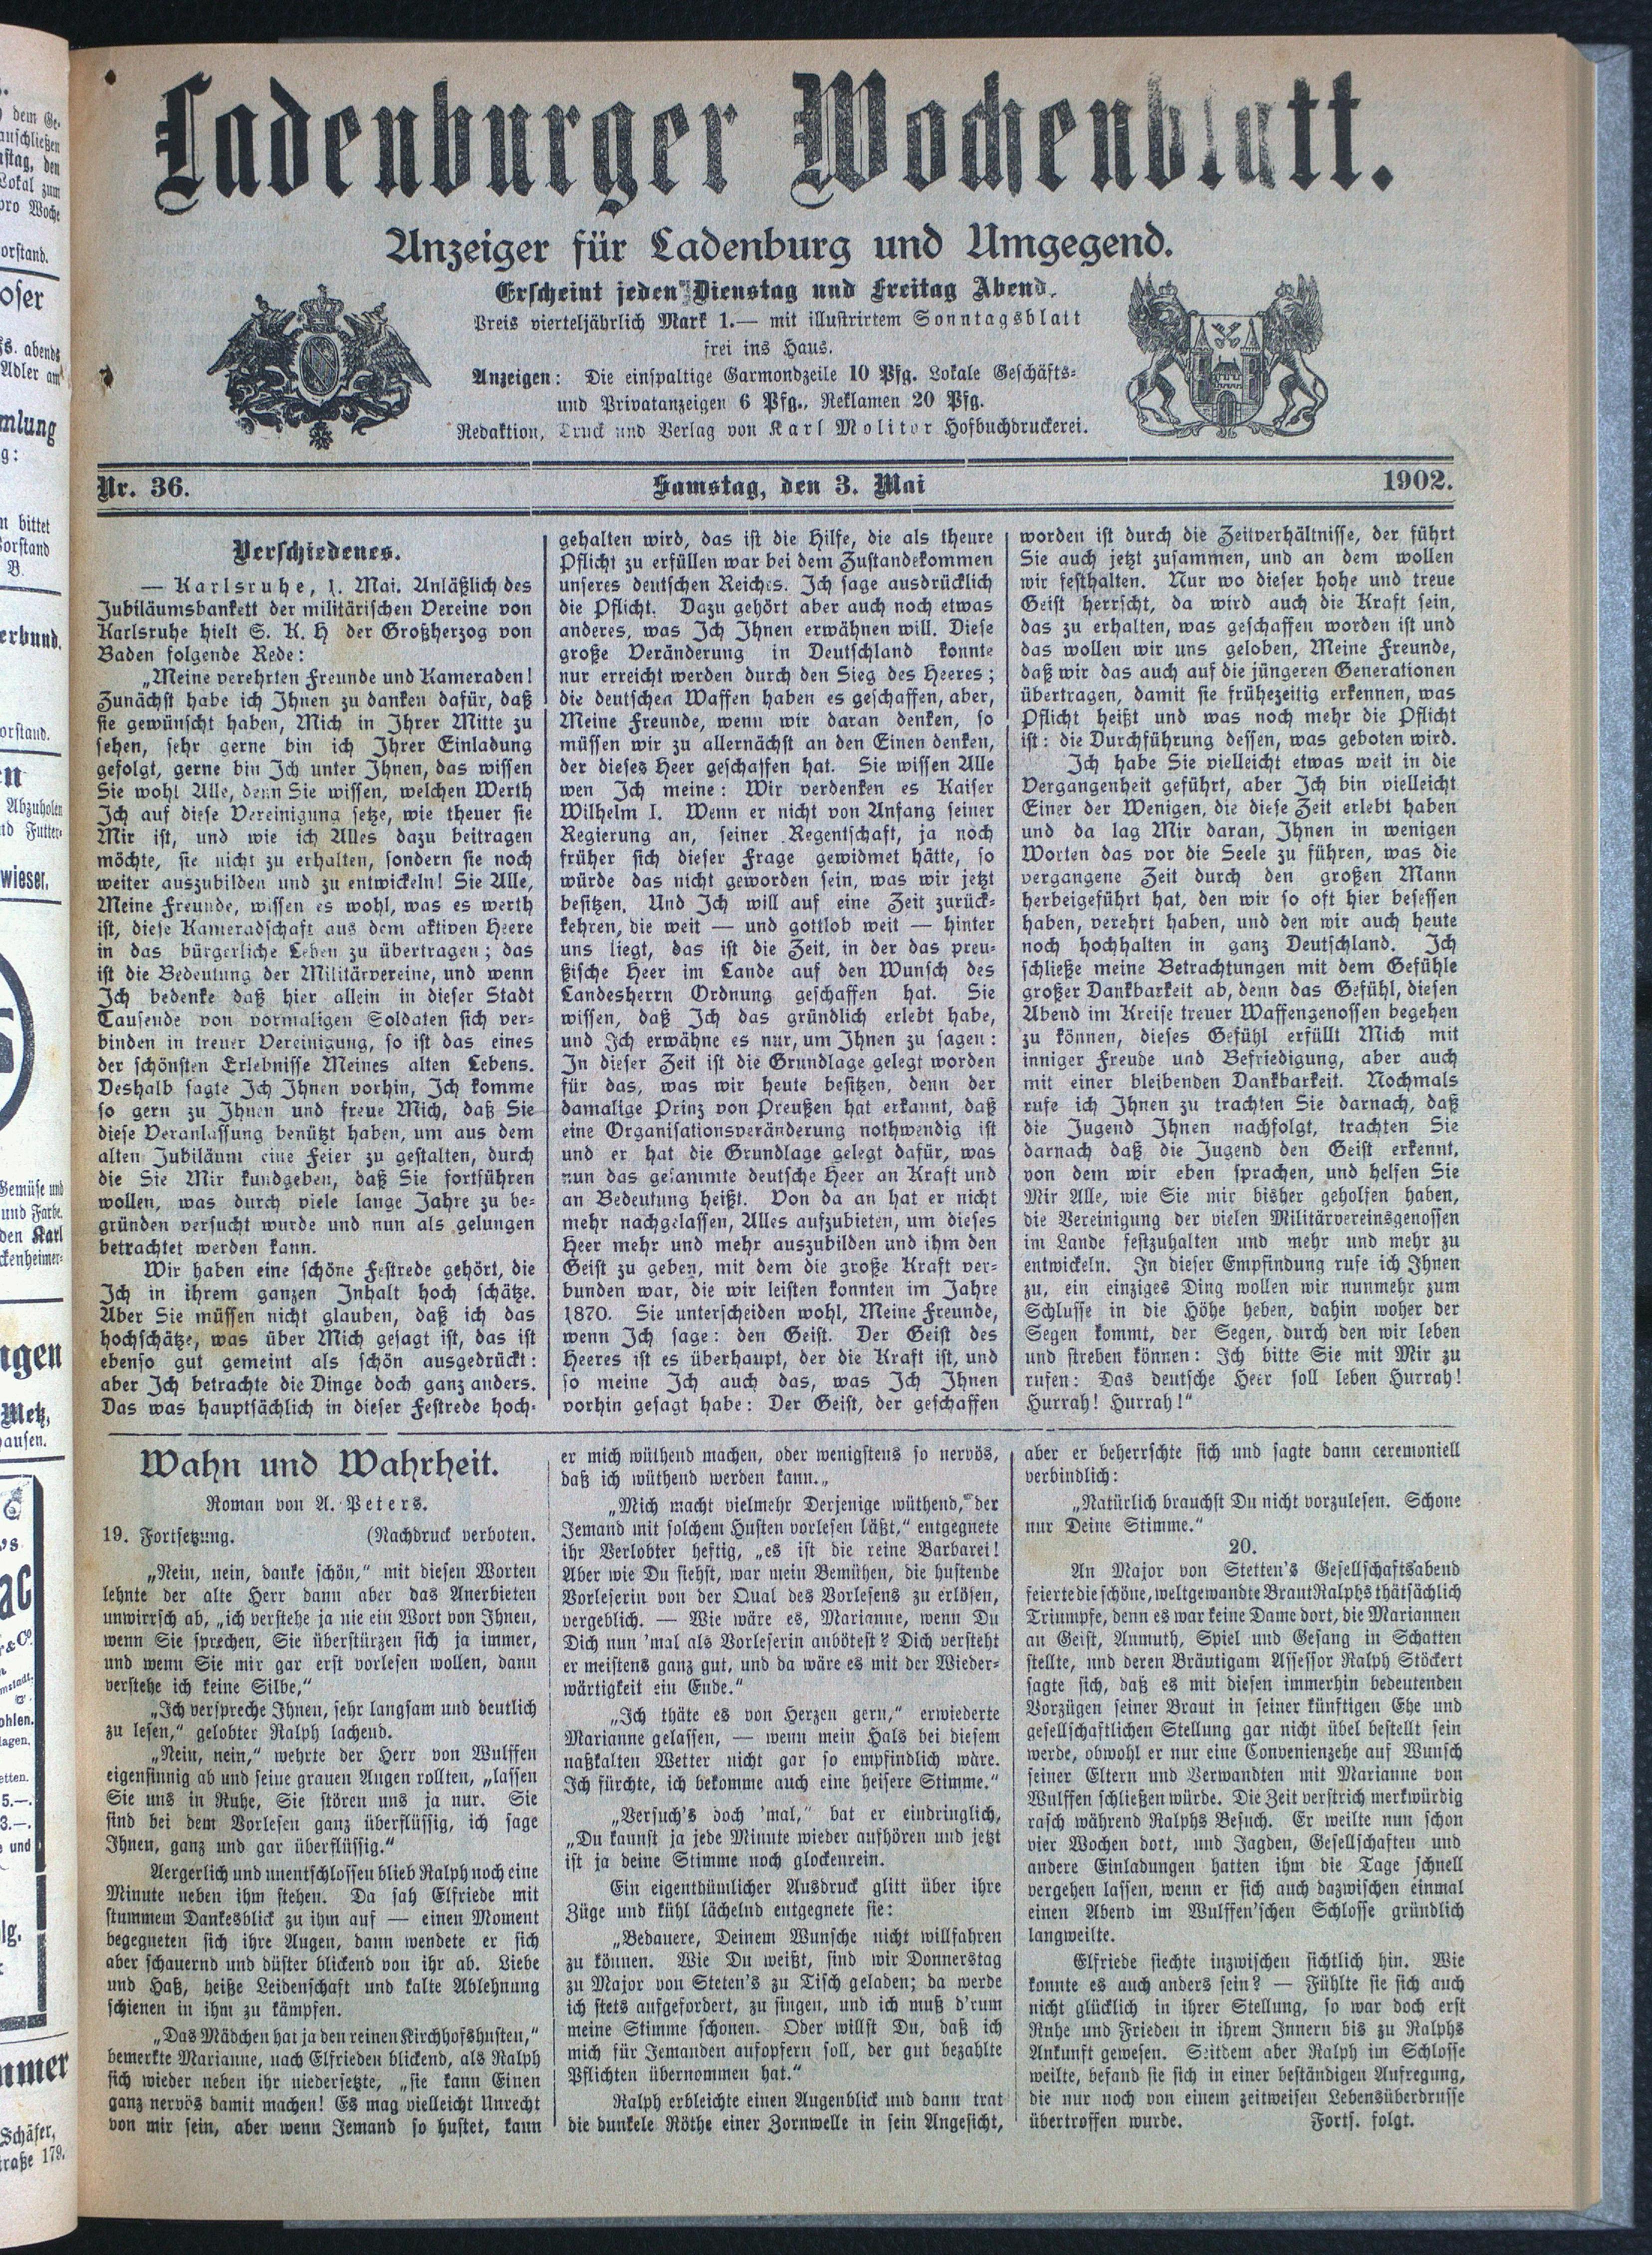 Ladenburger Wochenblatt.
Anzeiger für Ladenburg und Umgegend.
Erscheint jeden Dienstag und Freitag Abend.
Preis vierteljährlich Mark 1.— mit illustrirtem Sonntagsblatt
frei ins Haus.
Anzeigen: Die einspaltige Garmondzeile 10 Pfg. Lokale Geschäfts-
und Privatanzeigen 6 Pfg., Reklamen 20 Pfg.
Redaktion, Druck und Verlag von Karl Molitor Hofbuchdruckerei.
Nr. 36.
Samstag, den 3. Mai
1902.
Verschiedenes.
— Karlsruhe, 1. Mai. Anläßlich des
Jubiläumsbankett der militärischen Vereine von
Karlsruhe hielt S. K. H der Großherzog von
Baden folgende Rede:
„Meine verehrten Freunde und Kameraden!
Zunächst habe ich Ihnen zu danken dafür, daß
sie gewünscht haben, Mich in Ihrer Mitte zu
sehen, sehr gerne bin ich Ihrer Einladung
gefolgt, gerne bin Ich unter Ihnen, das wissen
Sie wohl Alle, denn Sie wissen, welchen Werth
Ich auf diese Vereinigung setze, wie theuer sie
Mir ist, und wie ich Alles dazu beitragen
möchte, sie nicht zu erhalten, sondern sie noch
weiter auszubilden und zu entwickeln! Sie Alle,
Meine Freunde, wissen es wohl, was es werth
ist, diese Kameradschaft aus dem aktiven Heere
in das bürgerliche Leben zu übertragen; das
ist die Bedeutung der Militärvereine, und wenn
Ich bedenke daß hier allein in dieser Stadt
Tausende von vormaligen Soldaten sich ver-
binden in treuer Vereinigung, so ist das eines
der schönsten Erlebnisse Meines alten Lebens.
Deshalb sagte Ich Ihnen vorhin, Ich komme
so gern zu Ihnen und freue Mich, daß Sie
diese Veranlassung benützt haben, um aus dem
alten Jubiläum eine Feier zu gestalten, durch
die Sie Mir kundgeben, daß Sie fortführen
wollen, was durch viele lange Jahre zu be-
gründen versucht wurde und nun als gelungen
betrachtet werden kann.
Wir haben eine schöne Festrede gehört, die
Ich in ihrem ganzen Inhalt hoch schätze.
Aber Sie müssen nicht glauben, daß ich das
hochschätze, was über Mich gesagt ist, das ist
ebenso gut gemeint als schön ausgedrückt:
aber Ich betrachte die Dinge doch ganz anders.
Das was hauptsächlich in dieser Festrede hoch-
gehalten wird, das ist die Hilfe, die als theure
Pflicht zu erfüllen war bei dem Zustandekommen
unseres deutschen Reiches. Ich sage ausdrücklich
die Pflicht. Dazu gehört aber auch noch etwas
anderes, was Ich Ihnen erwähnen will. Diese
große Veränderung in Deutschland konnte
nur erreicht werden durch den Sieg des Heeres;
die deutschen Waffen haben es geschaffen, aber,
Meine Freunde, wenn wir daran denken, so
müssen wir zu allernächst an den Einen denken,
der dieses Heer geschaffen hat. Sie wissen Alle
wen Ich meine: Wir verdenken es Kaiser
Wilhelm I. Wenn er nicht von Anfang seiner
Regierung an, seiner Regentschaft, ja noch
früher sich dieser Frage gewidmet hätte, so
würde das nicht geworden sein, was wir jetzt
besitzen. Und Ich will auf eine Zeit zurück-
kehren, die weit — und gottlob weit — hinter
uns liegt, das ist die Zeit, in der das preu-
ßische Heer im Lande auf den Wunsch des
Landesherrn Ordnung geschaffen hat. Sie
wissen, daß Ich das gründlich erlebt habe,
und Ich erwähne es nur, um Ihnen zu sagen:
In dieser Zeit ist die Grundlage gelegt worden
für das, was wir heute besitzen, denn der
damalige Prinz von Preußen hat erkannt, daß
eine Organisationsveränderung nothwendig ist
und er hat die Grundlage gelegt dafür, was
nun das gesammte deutsche Heer an Kraft und
an Bedeutung heißt. Von da an hat er nicht
mehr nachgelassen, Alles aufzubieten, um dieses
Heer mehr und mehr auszubilden und ihm den
Geist zu geben, mit dem die große Kraft ver-
bunden war, die wir leisten konnten im Jahre
1870. Sie unterscheiden wohl, Meine Freunde,
wenn Ich sage: den Geist. Der Geist des
Heeres ist es überhaupt, der die Kraft ist, und
so meine Ich auch das, was Ich Ihnen
vorhin gesagt habe: Der Geist, der geschaffen
worden ist durch die Zeitverhältnisse, der führt
Sie auch jetzt zusammen, und an dem wollen
wir festhalten. Nur wo dieser hohe und treue
Geist herrscht, da wird auch die Kraft sein,
das zu erhalten, was geschaffen worden ist und
das wollen wir uns geloben, Meine Freunde,
daß wir das auch auf die jüngeren Generationen
übertragen, damit sie frühezeitig erkennen, was
Pflicht heißt und was noch mehr die Pflicht
ist: die Durchführung dessen, was geboten wird.
Ich habe Sie vielleicht etwas weit in die
Vergangenheit geführt, aber Ich bin vielleicht
Einer der Wenigen, die diese Zeit erlebt haben
und da lag Mir daran, Ihnen in wenigen
Worten das vor die Seele zu führen, was die
vergangene Zeit durch den großen Mann
herbeigeführt hat, den wir so oft hier besessen
haben, verehrt haben, und den wir auch heute
noch hochhalten in ganz Deutschland. Ich
schließe meine Betrachtungen mit dem Gefühle
großer Dankbarkeit ab, denn das Gefühl, diesen
Abend im Kreise treuer Waffengenossen begehen
zu können, dieses Gefühl erfüllt Mich mit
inniger Freude und Befriedigung, aber auch
mit einer bleibenden Dankbarkeit. Nochmals
rufe ich Ihnen zu trachten Sie darnach, daß
die Jugend Ihnen nachfolgt, trachten Sie
darnach daß die Jugend den Geist erkennt,
von dem wir eben sprachen, und helfen Sie
Mir Alle, wie Sie mir bisher geholfen haben,
die Vereinigung der vielen Militärvereinsgenossen
im Lande festzuhalten und mehr und mehr zu
entwickeln. In dieser Empfindung rufe ich Ihnen
zu, ein einziges Ding wollen wir nunmehr zum
Schlusse in die Höhe heben, dahin woher der
Segen kommt, der Segen, durch den wir leben
und streben können: Ich bitte Sie mit Mir zu
rufen: Das deutsche Heer soll leben Hurrah!
Hurrah! Hurrah!“
Wahn und Wahrheit.
Roman von A. Peters.
19. Fortsetzung. (Nachdruck verboten.
„Nein, nein, danke schön,“ mit diesen Worten
lehnte der alte Herr dann aber das Anerbieten
unwirrsch ab, „ich verstehe ja nie ein Wort von Ihnen,
wenn Sie sprechen, Sie überstürzen sich ja immer,
und wenn Sie mir gar erst vorlesen wollen, dann
verstehe ich keine Silbe,“
„Ich verspreche Ihnen, sehr langsam und deutlich
zu lesen,“ gelobter Ralph lachend.
„Nein, nein,“ wehrte der Herr von Wulffen
eigensinnig ab und seine grauen Augen rollten, „lassen
Sie uns in Ruhe, Sie stören uns ja nur. Sie
sind bei dem Vorlesen ganz überflüssig, ich sage
Ihnen, ganz und gar überflüssig.“
Aergerlich und unentschlossen blieb Ralph noch eine
Minute neben ihm stehen. Da sah Elfriede mit
stummem Dankesblick zu ihm auf — einen Moment
begegneten sich ihre Augen, dann wendete er sich
aber schauernd und düster blickend von ihr ab. Liebe
und Haß, heiße Leidenschaft und kalte Ablehnung
schienen in ihm zu kämpfen.
„Das Mädchen hat ja den reinen Kirchhofshusten,“
bemerkte Marianne, nach Elfrieden blickend, als Ralph
sich wieder neben ihr niedersetzte, „sie kann Einen
ganz nervös damit machen! Es mag vielleicht Unrecht
von mir sein, aber wenn Jemand so hustet, kann
er mich wüthend machen, oder wenigstens so nervös,
daß ich wüthend werden kann.„
„Mich macht vielmehr Derjenige wüthend, der
Jemand mit solchem Husten vorlesen läßt,“ entgegnete
ihr Verlobter heftig, „es ist die reine Barbarei!
Aber wie Du siehst, war mein Bemühen, die hustende
Vorleserin von der Qual des Vorlesens zu erlösen,
vergeblich. — Wie wäre es, Marianne, wenn Du
Dich nun 'mal als Vorleserin anbötest? Dich versteht
er meistens ganz gut, und da wäre es mit der Wieder-
wärtigkeit ein Ende.“
„Ich thäte es von Herzen gern,“ erwiederte
Marianne gelassen, — wenn mein Hals bei diesem
naßkalten Wetter nicht gar so empfindlich wäre.
Ich fürchte, ich bekomme auch eine heisere Stimme.“
„Versuch's doch 'mal,“ bat er eindringlich,
„Du kannst ja jede Minute wieder aufhören und jetzt
ist ja deine Stimme noch glockenrein.
Ein eigenthümlicher Ausdruck glitt über ihre
Züge und kühl lächelnd entgegnete sie:
„Bedauere, Deinem Wunsche nicht willfahren
zu können. Wie Du weißt, sind wir Donnerstag
zu Major von Steten's zu Tisch geladen; da werde
ich stets aufgefordert, zu singen, und ich muß d'rum
meine Stimme schonen. Oder willst Du, daß ich
mich für Jemanden aufopfern soll, der gut bezahlte
Pflichten übernommen hat.“
Ralph erbleichte einen Augenblick und dann trat
die dunkele Röthe einer Zornwelle in sein Angesicht,
aber er beherrschte sich und sagte dann ceremoniell
verbindlich:
„Natürlich brauchst Du nicht vorzulesen. Schone
nur Deine Stimme.“
20.
An Major von Stetten's Gesellschaftsabend
feierte die schöne, weltgewandte Braut Ralphs thätsächlich
Triumpfe, denn es war keine Dame dort, die Mariannen
an Geist, Anmuth, Spiel und Gesang in Schatten
stellte, und deren Bräutigam Assessor Ralph Stöckert
sagte sich, daß es mit diesen immerhin bedeutenden
Vorzügen seiner Braut in seiner künftigen Ehe und
gesellschaftlichen Stellung gar nicht übel bestellt sein
werde, obwohl er nur eine Convenienzehe auf Wunsch
seiner Eltern und Verwandten mit Marianne von
Wulffen schließen würde. Die Zeit verstrich merkwürdig
rasch während Ralphs Besuch. Er weilte nun schon
vier Wochen dort, und Jagden, Gesellschaften und
andere Einladungen hatten ihm die Tage schnell
vergehen lassen, wenn er sich auch dazwischen einmal
einen Abend im Wulffen'schen Schlosse gründlich
langweilte.
Elfriede siechte inzwischen sichtlich hin. Wie
konnte es auch anders sein? — Fühlte sie sich auch
nicht glücklich in ihrer Stellung, so war doch erst
Ruhe und Frieden in ihrem Innern bis zu Ralphs
Ankunft gewesen. Seitdem aber Ralph im Schlosse
weilte, befand sie sich in einer beständigen Aufregung,
die nur noch von einem zeitweisen Lebensüberdrusse
übertroffen wurde. Forts. folgt.